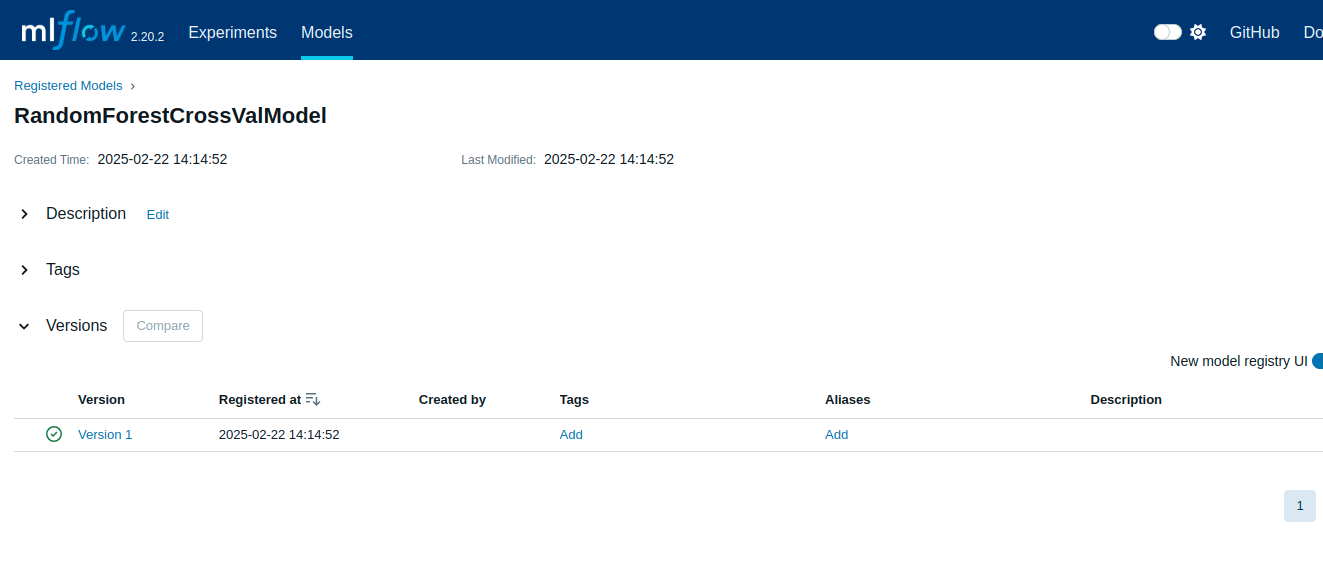 mlflow 2.20.2 Experiments Models GitHub Do
Registered Models ›
RandomForestCrossValModel
Created Time: 2025-02-22 14:14:52 Last Modified: 2025-02-22 14:14:52
Description Edit
Tags
Versions Compare
New model registry UI
Version Registered at Created by Tags Aliases Description
Version 1 2025-02-22 14:14:52 Add Add
1